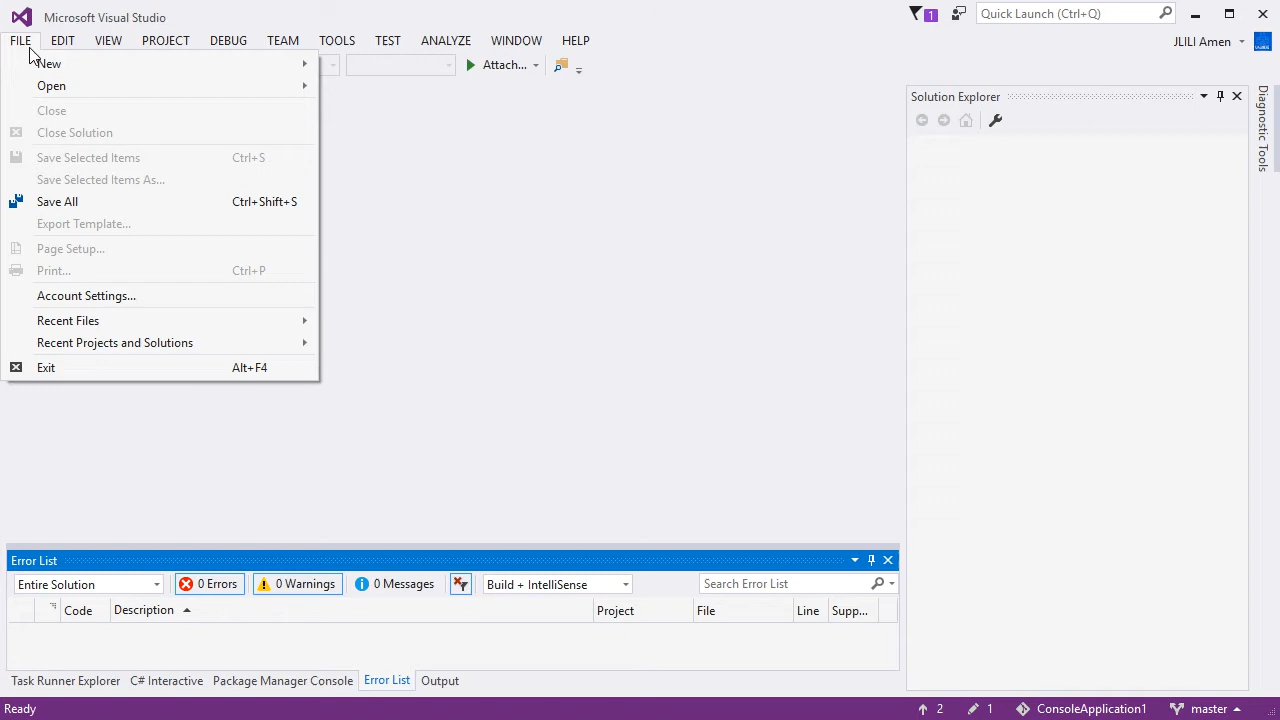 Microsoft Visual Studio
1
Quick Launch (Ctrl+Q)
FILE EDIT VIEW PROJECT DEBUG TEAM TOOLS TEST ANALYZE WINDOW HELP
JLILI Amen
Attach...
New
Open
Close
Close Solution
Save Selected Items Ctrl+S
Save Selected Items As...
Save All Ctrl+Shift+S
Export Template...
Page Setup...
Print... Ctrl+P
Account Settings...
Recent Files
Recent Projects and Solutions
Exit Alt+F4
Solution Explorer
Diagnostic Tools
Error List
Entire Solution 0 Errors 0 Warnings 0 Messages Build + IntelliSense Search Error List
Code Description Project File Line Supp...
Task Runner Explorer C# Interactive Package Manager Console Error List Output
Ready 2 1 ConsoleApplication1 master